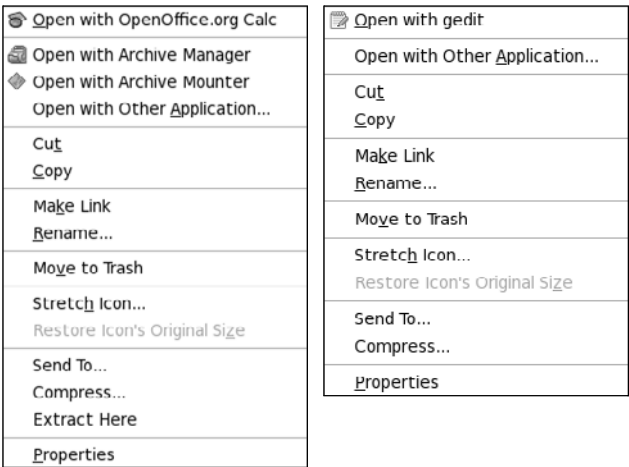 Open with OpenOffice.org Calc
Open with Archive Manager
Open with Archive Mounter
Open with Other Application...
Cut
Copy
Make Link
Rename...
Move to Trash
Stretch Icon...
Restore Icon's Original Size
Send To...
Compress...
Extract Here
Properties
Open with gedit
Open with Other Application...
Cut
Copy
Make Link
Rename...
Move to Trash
Stretch Icon...
Restore Icon's Original Size
Send To...
Compress...
Properties